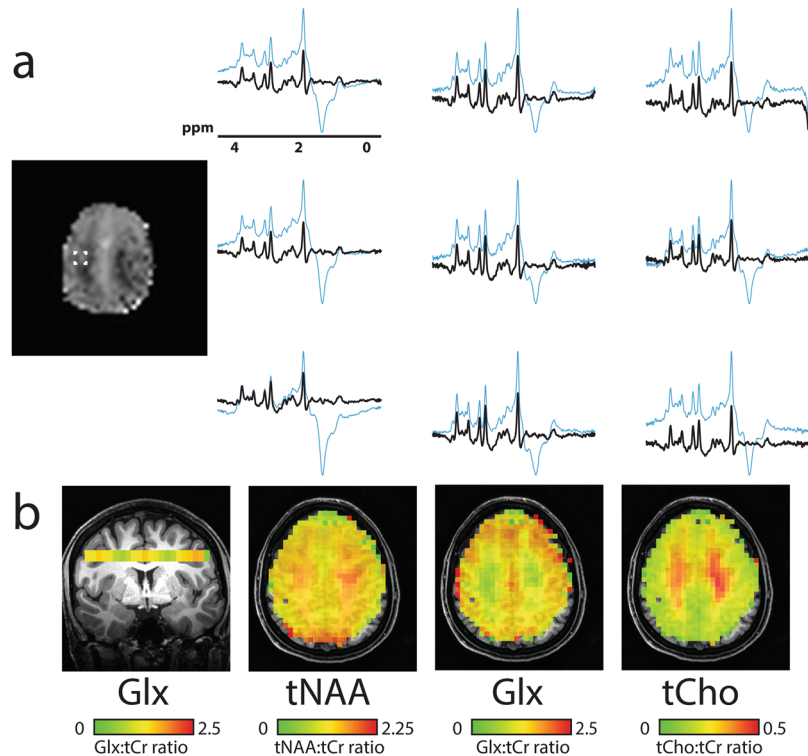 a
ppm
4 2 0
b
Glx tNAA Glx tCho
0 2.5 0 2.25 0 2.5 0 0.5
Glx:tCr ratio tNAA:tCr ratio Glx:tCr ratio tCho:tCr ratio